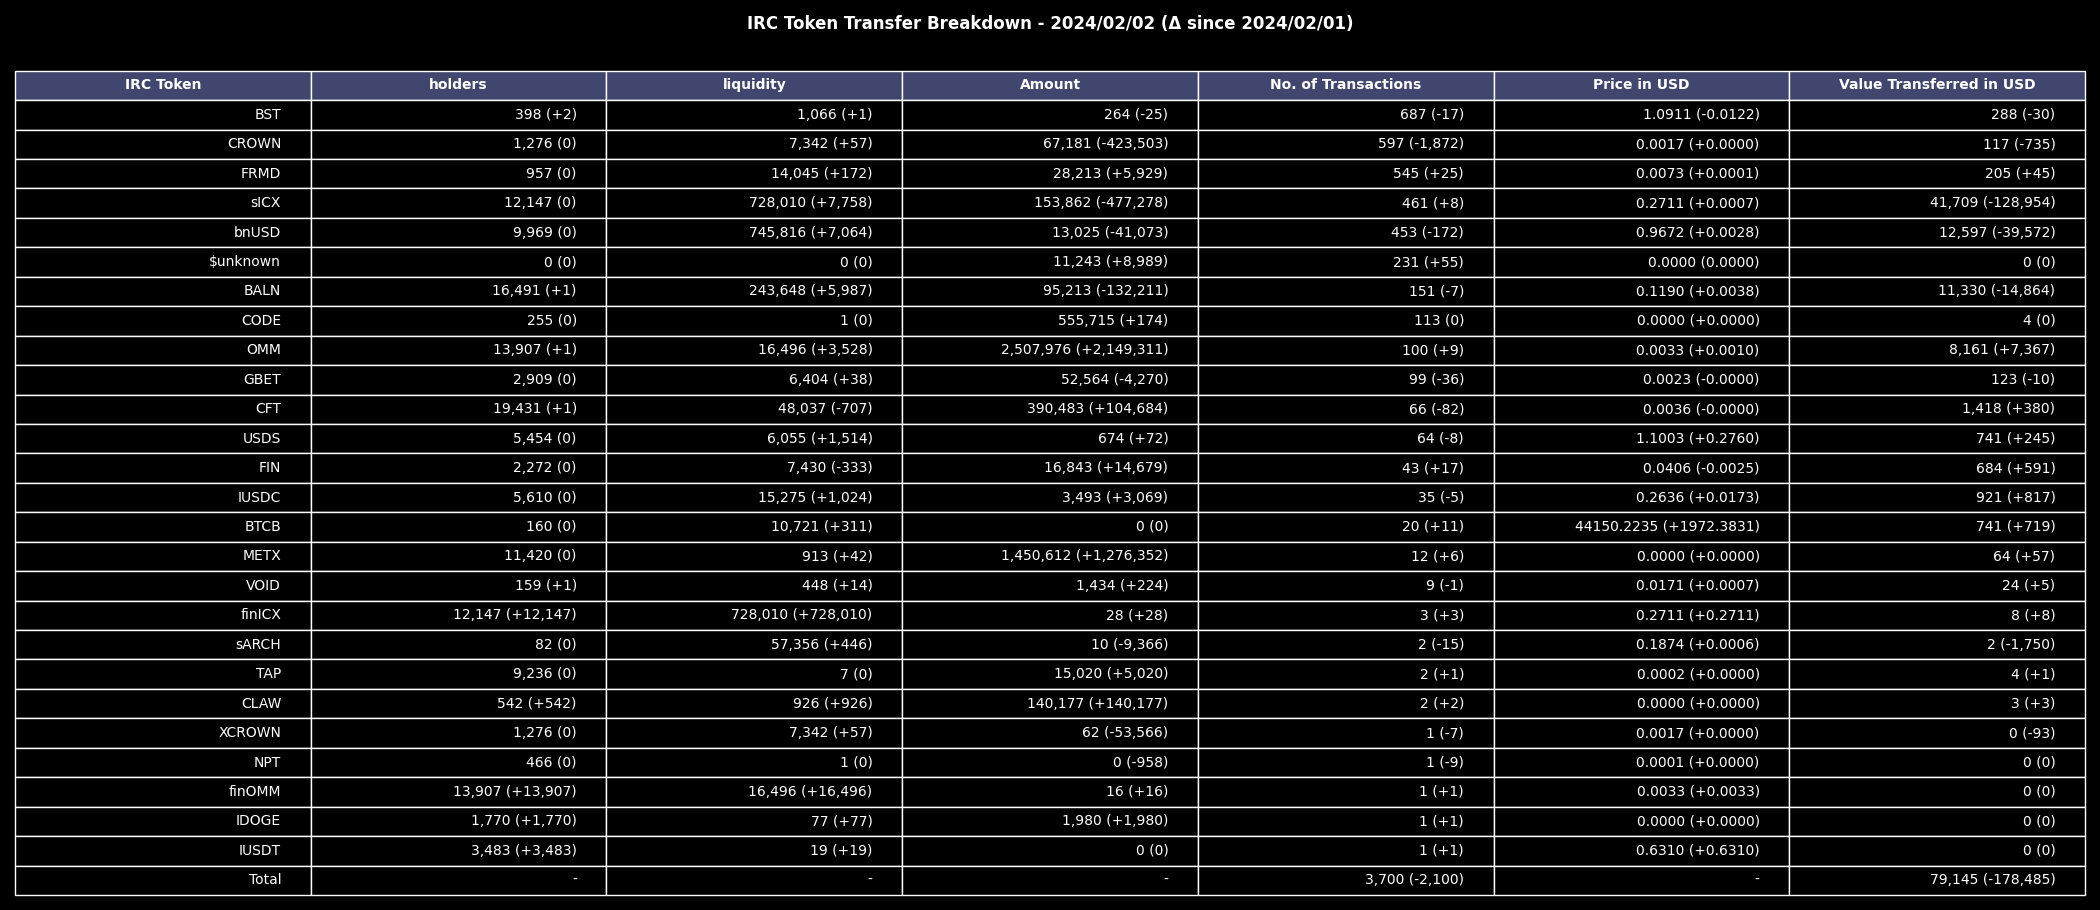 IRC Token Transfer Breakdown - 2024/02/02 (Δ since 2024/02/01)
IRC Token holders liquidity Amount No. of Transactions Price in USD Value Transferred in USD
BST 398 (+2) 1,066 (+1) 264 (-25) 687 (-17) 1.0911 (-0.0122) 288 (-30)
CROWN 1,276 (0) 7,342 (+57) 67,181 (-423,503) 597 (-1,872) 0.0017 (+0.0000) 117 (-735)
FRMD 957 (0) 14,045 (+172) 28,213 (+5,929) 545 (+25) 0.0073 (+0.0001) 205 (+45)
sICX 12,147 (0) 728,010 (+7,758) 153,862 (-477,278) 461 (+8) 0.2711 (+0.0007) 41,709 (-128,954)
bnUSD 9,969 (0) 745,816 (+7,064) 13,025 (-41,073) 453 (-172) 0.9672 (+0.0028) 12,597 (-39,572)
$unknown 0 (0) 0 (0) 11,243 (+8,989) 231 (+55) 0.0000 (0.0000) 0 (0)
BALN 16,491 (+1) 243,648 (+5,987) 95,213 (-132,211) 151 (-7) 0.1190 (+0.0038) 11,330 (-14,864)
CODE 255 (0) 1 (0) 555,715 (+174) 113 (0) 0.0000 (+0.0000) 4 (0)
OMM 13,907 (+1) 16,496 (+3,528) 2,507,976 (+2,149,311) 100 (+9) 0.0033 (+0.0010) 8,161 (+7,367)
GBET 2,909 (0) 6,404 (+38) 52,564 (-4,270) 99 (-36) 0.0023 (-0.0000) 123 (-10)
CFT 19,431 (+1) 48,037 (-707) 390,483 (+104,684) 66 (-82) 0.0036 (-0.0000) 1,418 (+380)
USDS 5,454 (0) 6,055 (+1,514) 674 (+72) 64 (-8) 1.1003 (+0.2760) 741 (+245)
FIN 2,272 (0) 7,430 (-333) 16,843 (+14,679) 43 (+17) 0.0406 (-0.0025) 684 (+591)
IUSDC 5,610 (0) 15,275 (+1,024) 3,493 (+3,069) 35 (-5) 0.2636 (+0.0173) 921 (+817)
BTCB 160 (0) 10,721 (+311) 0 (0) 20 (+11) 44150.2235 (+1972.3831) 741 (+719)
METX 11,420 (0) 913 (+42) 1,450,612 (+1,276,352) 12 (+6) 0.0000 (+0.0000) 64 (+57)
VOID 159 (+1) 448 (+14) 1,434 (+224) 9 (-1) 0.0171 (+0.0007) 24 (+5)
finICX 12,147 (+12,147) 728,010 (+728,010) 28 (+28) 3 (+3) 0.2711 (+0.2711) 8 (+8)
sARCH 82 (0) 57,356 (+446) 10 (-9,366) 2 (-15) 0.1874 (+0.0006) 2 (-1,750)
TAP 9,236 (0) 7 (0) 15,020 (+5,020) 2 (+1) 0.0002 (+0.0000) 4 (+1)
CLAW 542 (+542) 926 (+926) 140,177 (+140,177) 2 (+2) 0.0000 (+0.0000) 3 (+3)
XCROWN 1,276 (0) 7,342 (+57) 62 (-53,566) 1 (-7) 0.0017 (+0.0000) 0 (-93)
NPT 466 (0) 1 (0) 0 (-958) 1 (-9) 0.0001 (+0.0000) 0 (0)
finOMM 13,907 (+13,907) 16,496 (+16,496) 16 (+16) 1 (+1) 0.0033 (+0.0033) 0 (0)
IDOGE 1,770 (+1,770) 77 (+77) 1,980 (+1,980) 1 (+1) 0.0000 (+0.0000) 0 (0)
IUSDT 3,483 (+3,483) 19 (+19) 0 (0) 1 (+1) 0.6310 (+0.6310) 0 (0)
Total - - - 3,700 (-2,100) - 79,145 (-178,485)